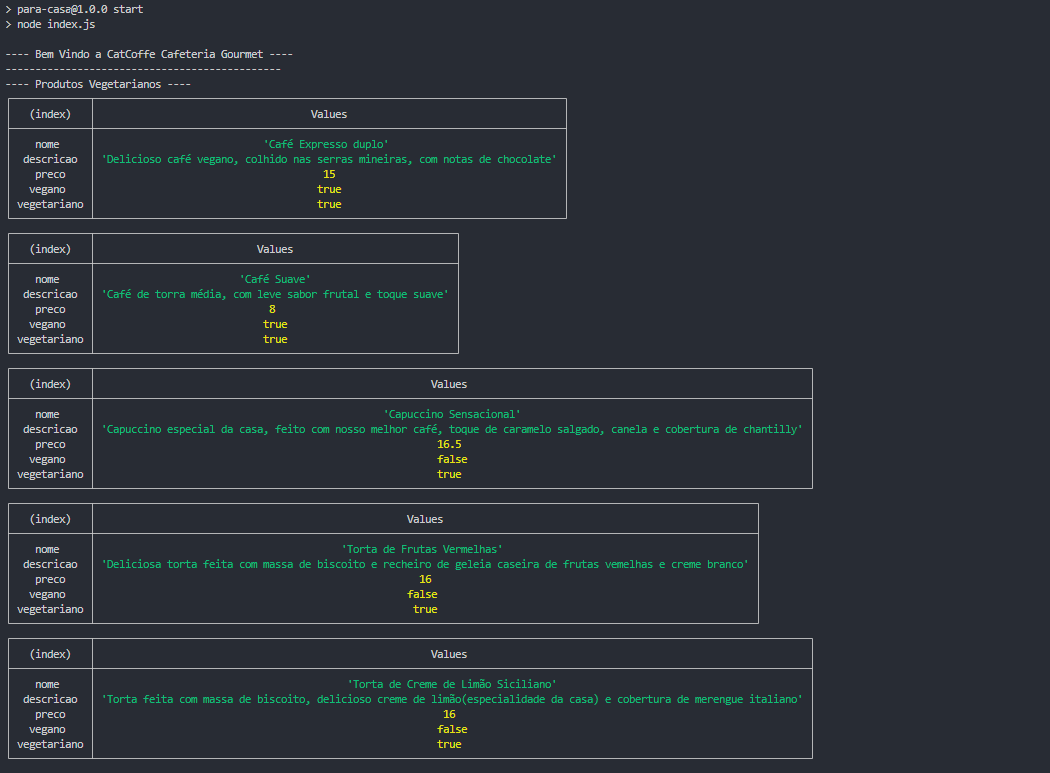 > para-casa@1.0.0 start
> node index.js
---- Bem Vindo a CatCoffe Cafeteria Gourmet ----
----------------------------------------------
---- Produtos Vegetarianos ----
(index) Values
nome 'Café Expresso duplo'
descricao 'Delicioso café vegano, colhido nas serras mineiras, com notas de chocolate'
preco 15
vegano true
vegetariano true
(index) Values
nome 'Café Suave'
descricao 'Café de torra média, com leve sabor frutal e toque suave'
preco 8
vegano true
vegetariano true
(index) Values
nome 'Capuccino Sensacional'
descricao 'Capuccino especial da casa, feito com nosso melhor café, toque de caramelo salgado, canela e cobertura de chantilly'
preco 16.5
vegano false
vegetariano true
(index) Values
nome 'Torta de Frutas Vermelhas'
descricao 'Deliciosa torta feita com massa de biscoito e recheiro de geleia caseira de frutas vemelhas e creme branco'
preco 16
vegano false
vegetariano true
(index) Values
nome 'Torta de Creme de Limão Siciliano'
descricao 'Torta feita com massa de biscoito, delicioso creme de limão(especialidade da casa) e cobertura de merengue italiano'
preco 16
vegano false
vegetariano true